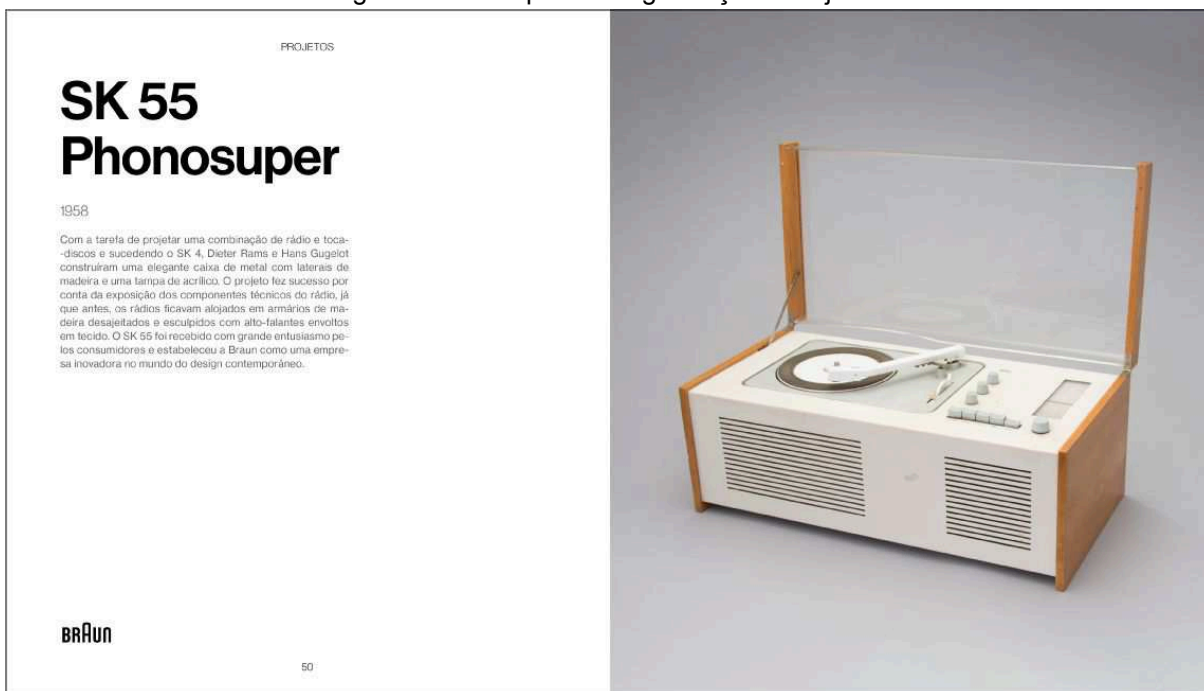 PROJETOS
SK 55
Phonosuper
1958
Com a tarefa de projetar uma combinação de rádio e toca-
-discos e sucedendo o SK 4, Dieter Rams e Hans Gugelot
construíram uma elegante caixa de metal com laterais de
madeira e uma tampa de acrílico. O projeto fez sucesso por
conta da exposição dos componentes técnicos do rádio, já
que antes, os rádios ficavam alojados em armários de ma-
deira desajeitados e esculpidos com alto-falantes envoltos
em tecido. O SK 55 foi recebido com grande entusiasmo pe-
los consumidores e estabeleceu a Braun como uma empre-
sa inovadora no mundo do design contemporâneo.
BRAUN
50